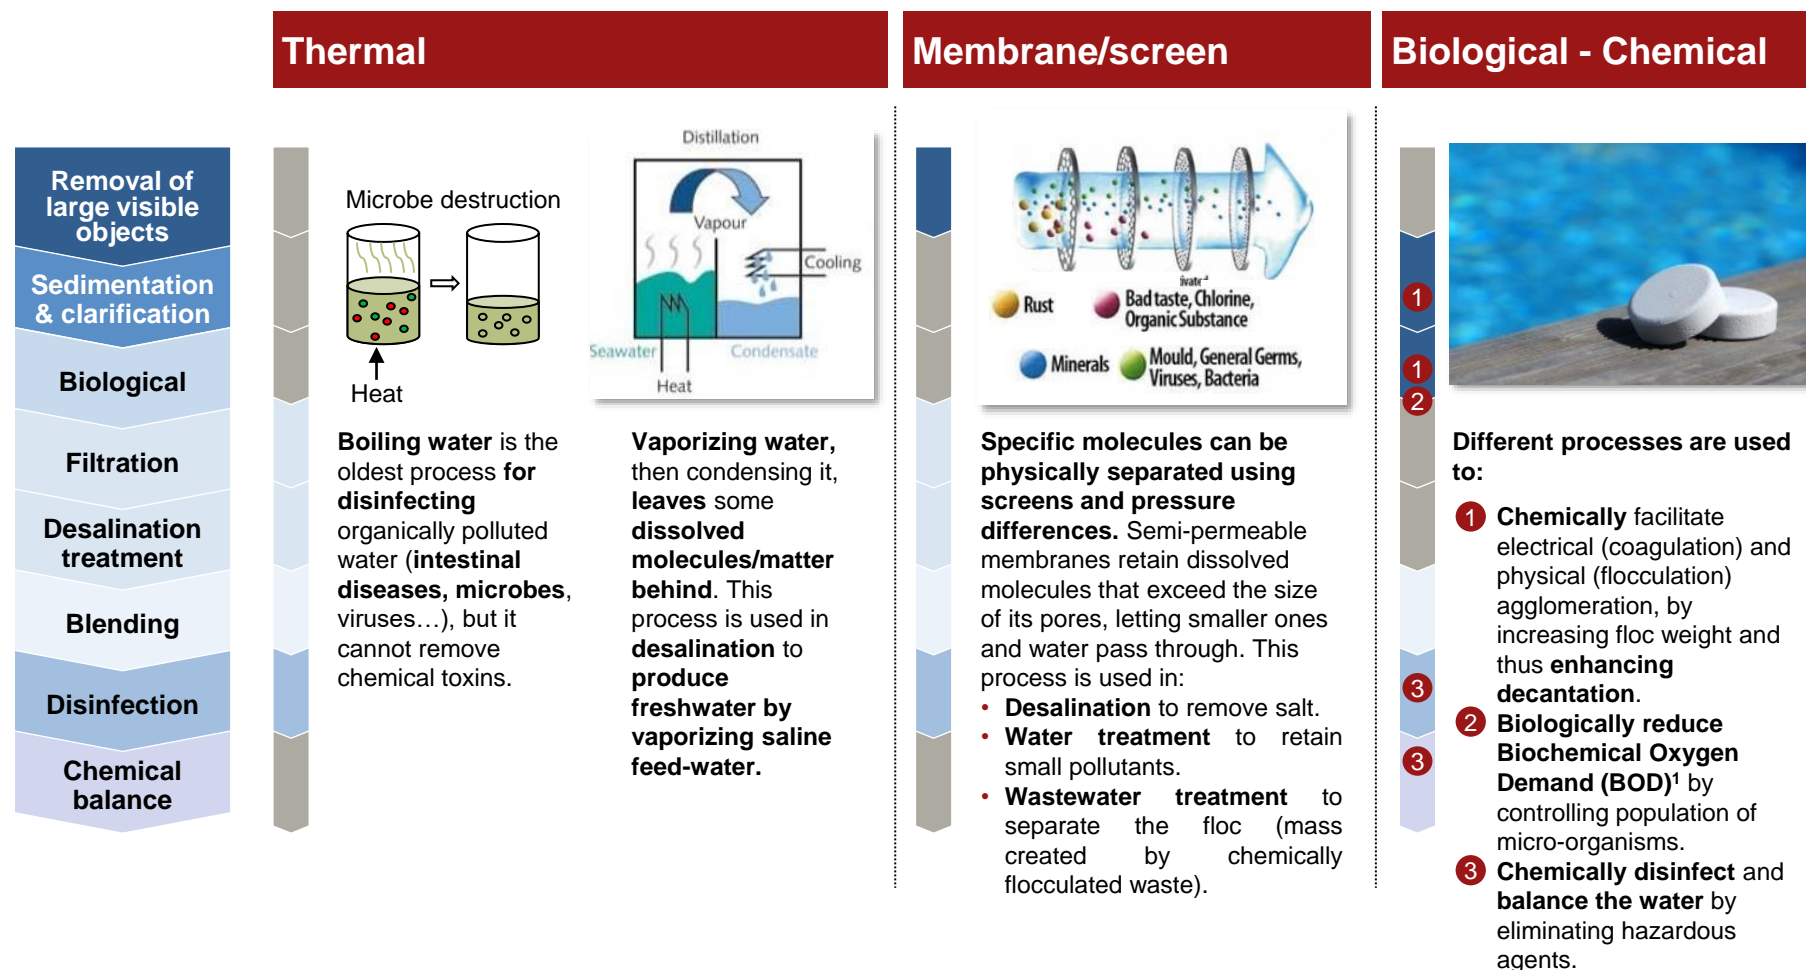 Thermal
Membrane/screen
Biological - Chemical
Removal of
large visible
objects
Sedimentation
& clarification
Biological
Filtration
Desalination
treatment
Blending
Disinfection
Chemical
balance
Microbe destruction
Heat
Distillation
Vapour
Cooling
Seawater
Condensate
Heat
Boiling water is the
oldest process for
disinfecting
organically polluted
water (intestinal
diseases, microbes,
viruses…), but it
cannot remove
chemical toxins.
Vaporizing water,
then condensing it,
leaves some
dissolved
molecules/matter
behind. This
process is used in
desalination to
produce
freshwater by
vaporizing saline
feed-water.
Rust
Bad taste, Chlorine,
Organic Substance
Minerals
Mould, General Germs,
Viruses, Bacteria
Specific molecules can be
physically separated using
screens and pressure
differences. Semi-permeable
membranes retain dissolved
molecules that exceed the size
of its pores, letting smaller ones
and water pass through. This
process is used in:
• Desalination to remove salt.
• Water treatment to retain
small pollutants.
• Wastewater treatment to
separate the floc (mass
created by chemically
flocculated waste).
1
1
2
3
3
Different processes are used
to:
1 Chemically facilitate
electrical (coagulation) and
physical (flocculation)
agglomeration, by
increasing floc weight and
thus enhancing
decantation.
2 Biologically reduce
Biochemical Oxygen
Demand (BOD)¹ by
controlling population of
micro-organisms.
3 Chemically disinfect and
balance the water by
eliminating hazardous
agents.